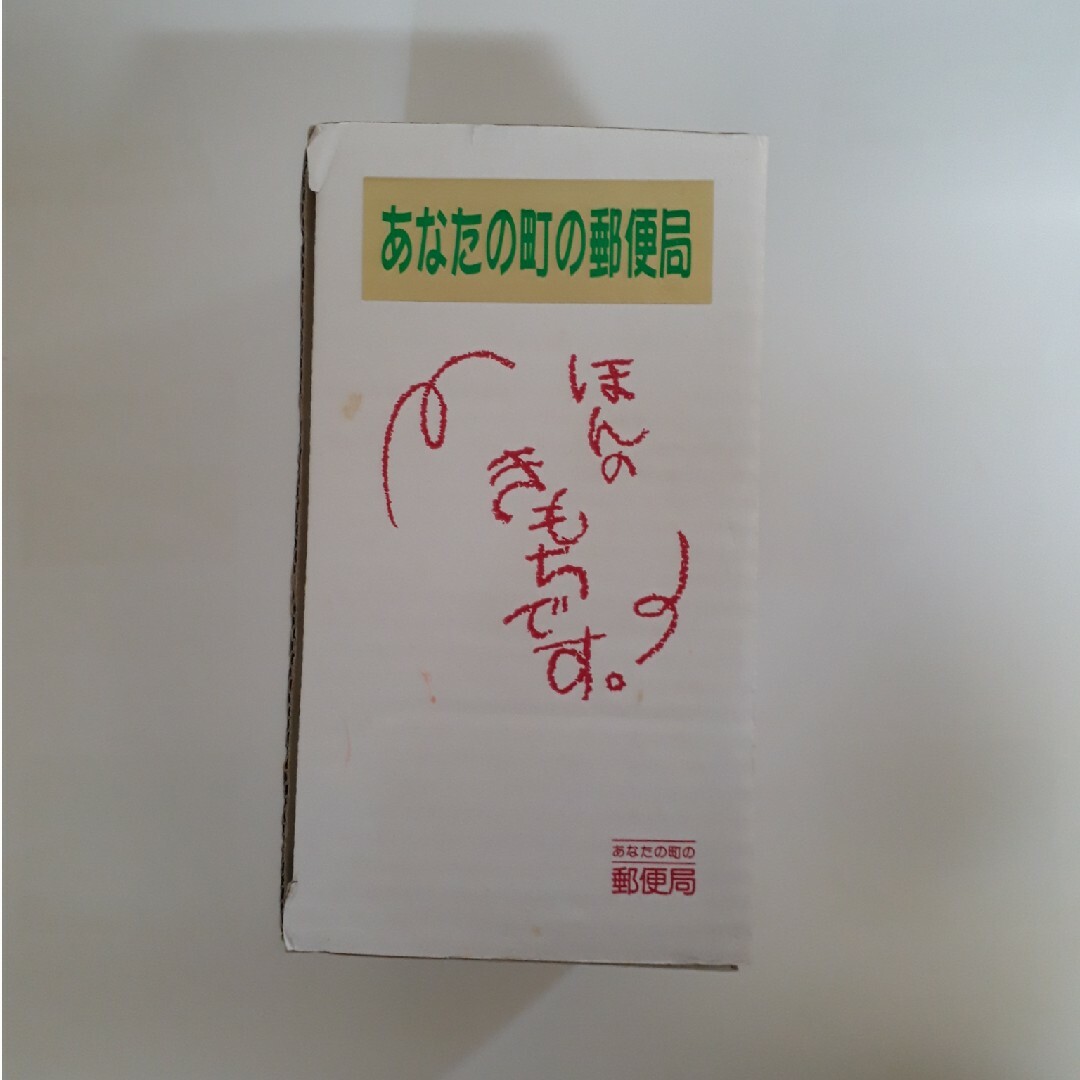 あなたの町の郵便局
ほんの
きもちです。
あなたの町の
郵便局